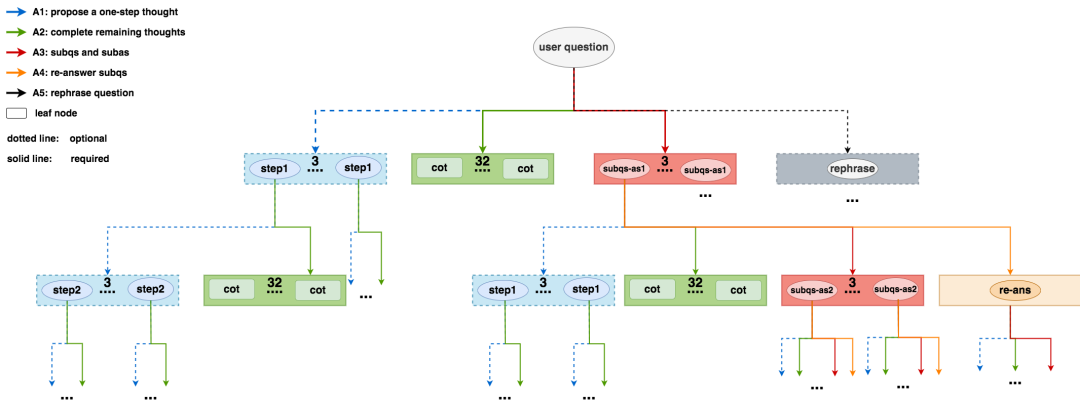 A1: propose a one-step thought
A2: complete remaining thoughts
A3: subqs and subas
A4: re-answer subqs
A5: rephrase question
leaf node
dotted line: optional
solid line: required
user question
step1 3 .... step1
cot 32 .... cot
subqs-as1 3 .... subqs-as1
rephrase
...
...
step2 3 .... step2
cot 32 .... cot
...
step1 3 .... step1
cot 32 .... cot
subqs-as2 3 .... subqs-as2
re-ans
...
...
...
...
...
...
...